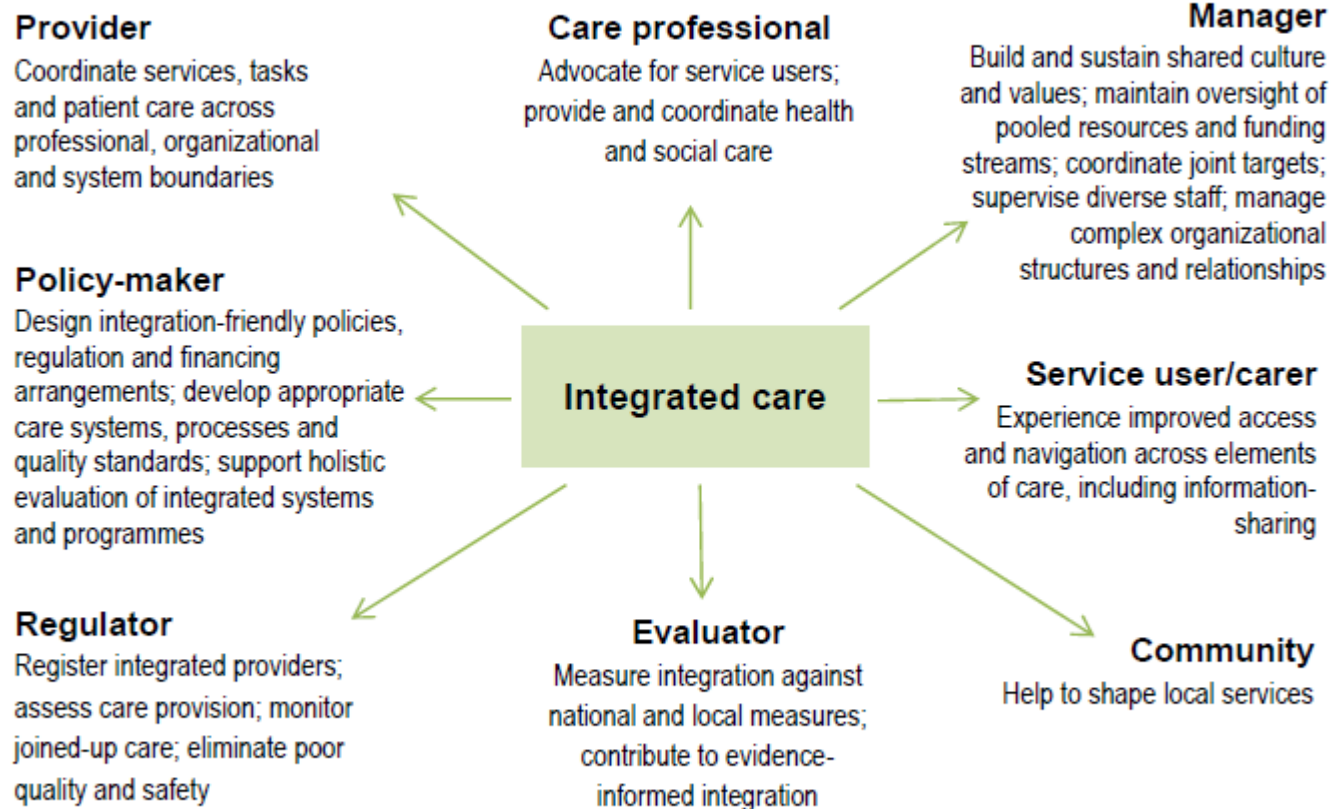 Provider
Coordinate services, tasks
and patient care across
professional, organizational
and system boundaries
Care professional
Advocate for service users;
provide and coordinate health
and social care
Manager
Build and sustain shared culture
and values; maintain oversight of
pooled resources and funding
streams; coordinate joint targets;
supervise diverse staff; manage
complex organizational
structures and relationships
Policy-maker
Design integration-friendly policies,
regulation and financing
arrangements; develop appropriate
care systems, processes and
quality standards; support holistic
evaluation of integrated systems
and programmes
Integrated care
Service user/carer
Experience improved access
and navigation across elements
of care, including information-
sharing
Regulator
Register integrated providers;
assess care provision; monitor
joined-up care; eliminate poor
quality and safety
Evaluator
Measure integration against
national and local measures;
contribute to evidence-
informed integration
Community
Help to shape local services